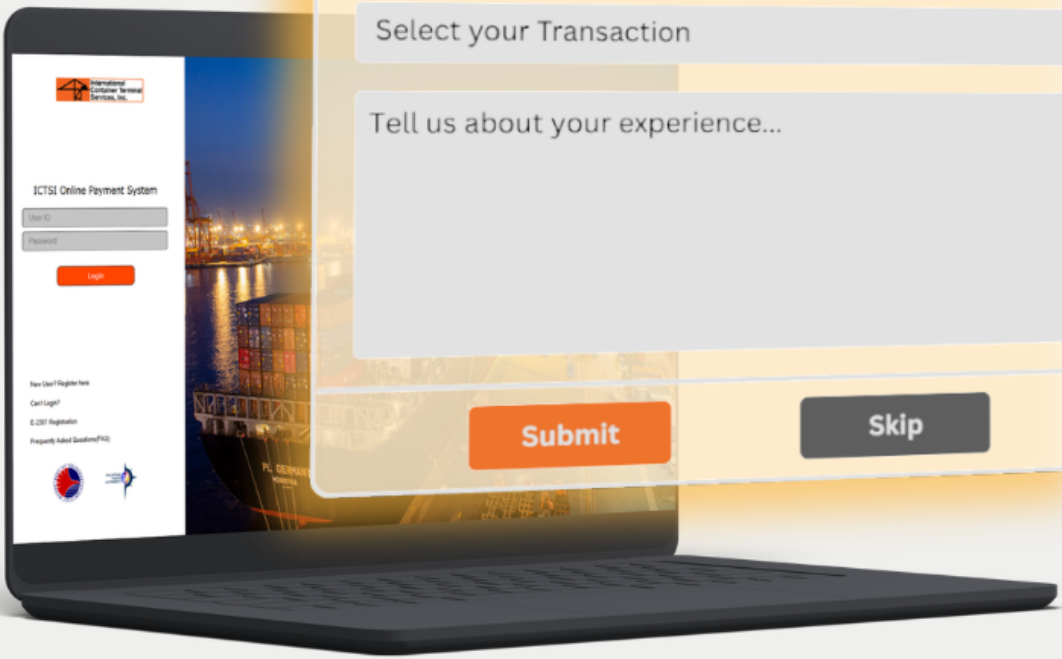 International
Container Terminal
Services, Inc.
ICTSI Online Payment System
User ID
Password
Login
New User? Register here
Can't Login?
E-2307 Registration
Frequently Asked Questions(FAQ)
Select your Transaction
Tell us about your experience...
Submit
Skip